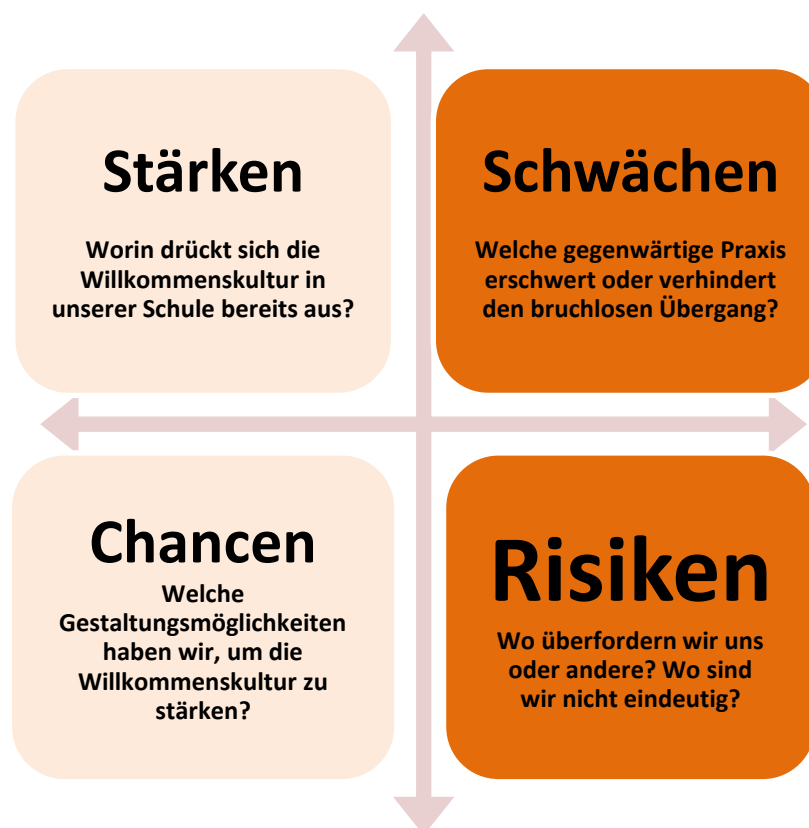 Stärken
Worin drückt sich die
Willkommenskultur in
unserer Schule bereits aus?
Schwächen
Welche gegenwärtige Praxis
erschwert oder verhindert
den bruchlosen Übergang?
Chancen
Welche
Gestaltungsmöglichkeiten
haben wir, um die
Willkommenskultur zu
stärken?
Risiken
Wo überfordern wir uns
oder andere? Wo sind
wir nicht eindeutig?